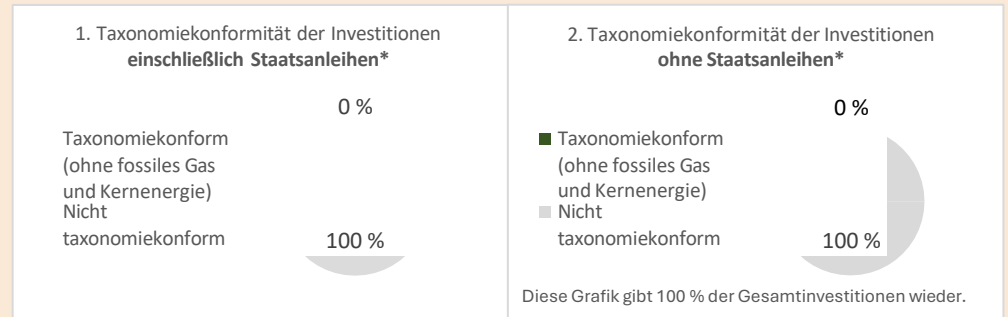 1. Taxonomiekonformität der Investitionen
einschließlich Staatsanleihen*
0 %
Taxonomiekonform
(ohne fossiles Gas
und Kernenergie)
Nicht
taxonomiekonform
100 %
2. Taxonomiekonformität der Investitionen
ohne Staatsanleihen*
0 %
Taxonomiekonform
(ohne fossiles Gas
und Kernenergie)
Nicht
taxonomiekonform
100 %
Diese Grafik gibt 100 % der Gesamtinvestitionen wieder.